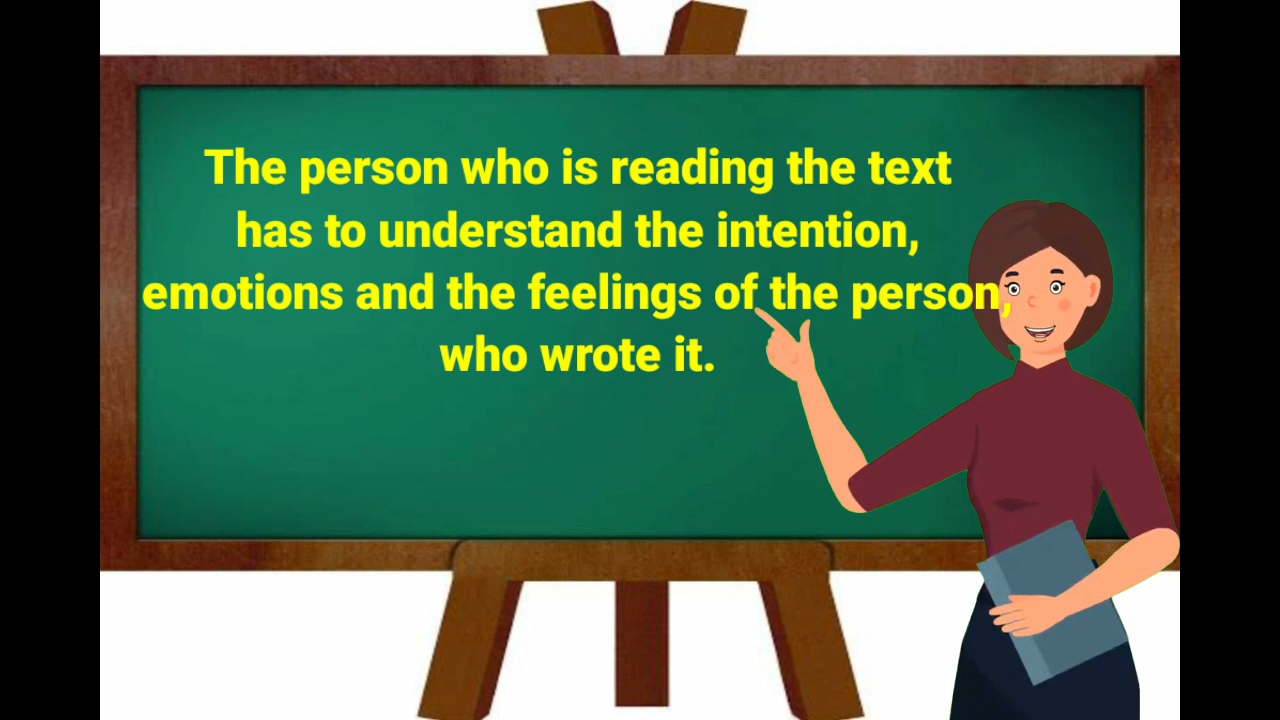 The person who is reading the text
has to understand the intention,
emotions and the feelings of the person,
who wrote it.